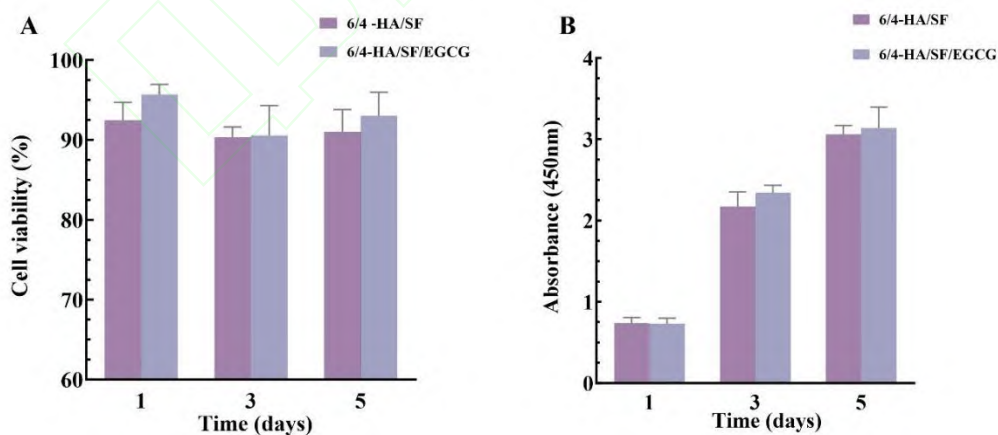 A
6/4 -HA/SF
6/4-HA/SF/EGCG
Cell viability (%)
100
90
80
70
60
1
3
5
Time (days)
B
6/4-HA/SF
6/4-HA/SF/EGCG
Absorbance (450nm)
4
3
2
1
0
1
3
5
Time (days)